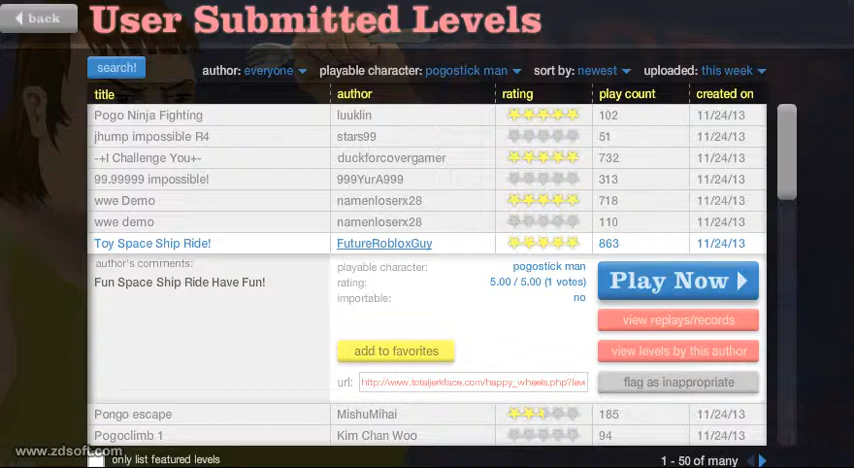 back
User Submitted Levels
search!
author: everyone playable character: pogostick man sort by: newest uploaded: this week
title author rating play count created on
Pogo Ninja Fighting luuklin 102 11/24/13
jhump impossible R4 stars99 51 11/24/13
-+I Challenge You+- duckforcovergamer 732 11/24/13
99.99999 impossible! 999YurA999 313 11/24/13
wwe Demo namenloserx28 718 11/24/13
wwe demo namenloserx28 110 11/24/13
Toy Space Ship Ride! FutureRobloxGuy 863 11/24/13
author's comments:
Fun Space Ship Ride Have Fun!
playable character: pogostick man
rating: 5.00 / 5.00 (1 votes)
importable: no
add to favorites
url: http://www.totaljerkface.com/happy_wheels.php?leve
Play Now
view replays/records
view levels by this author
flag as inappropriate
Pongo escape MishuMihai 185 11/24/13
Pogoclimb 1 Kim Chan Woo 94 11/24/13
www.zdsoft.com
only list featured levels
1 - 50 of many